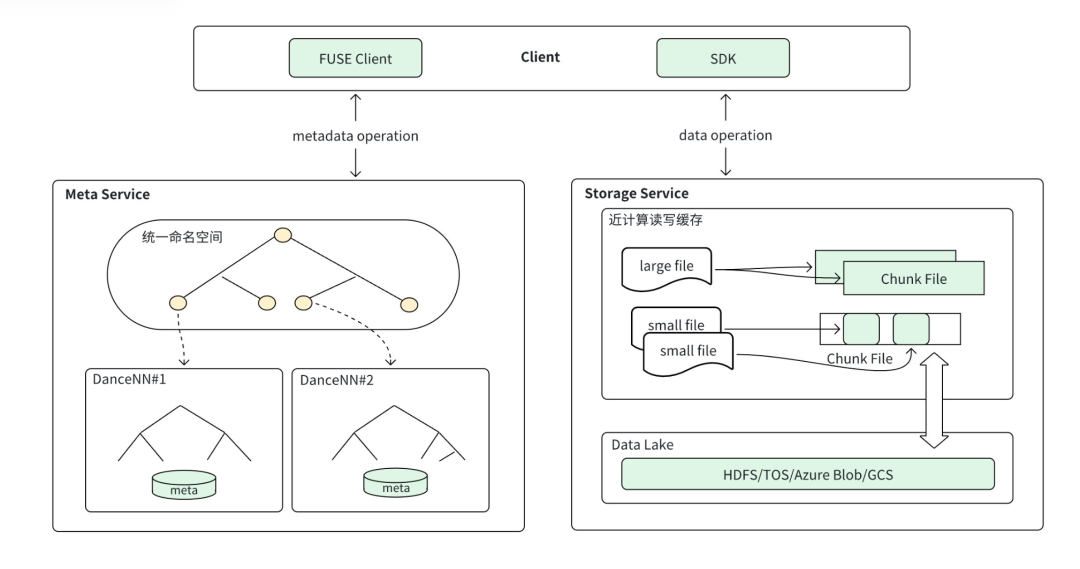 FUSE Client
Client
SDK
metadata operation
data operation
Meta Service
统一命名空间
DanceNN#1
DanceNN#2
meta
meta
Storage Service
近计算读写缓存
large file
Chunk File
small file
small file
Chunk File
Data Lake
HDFS/TOS/Azure Blob/GCS